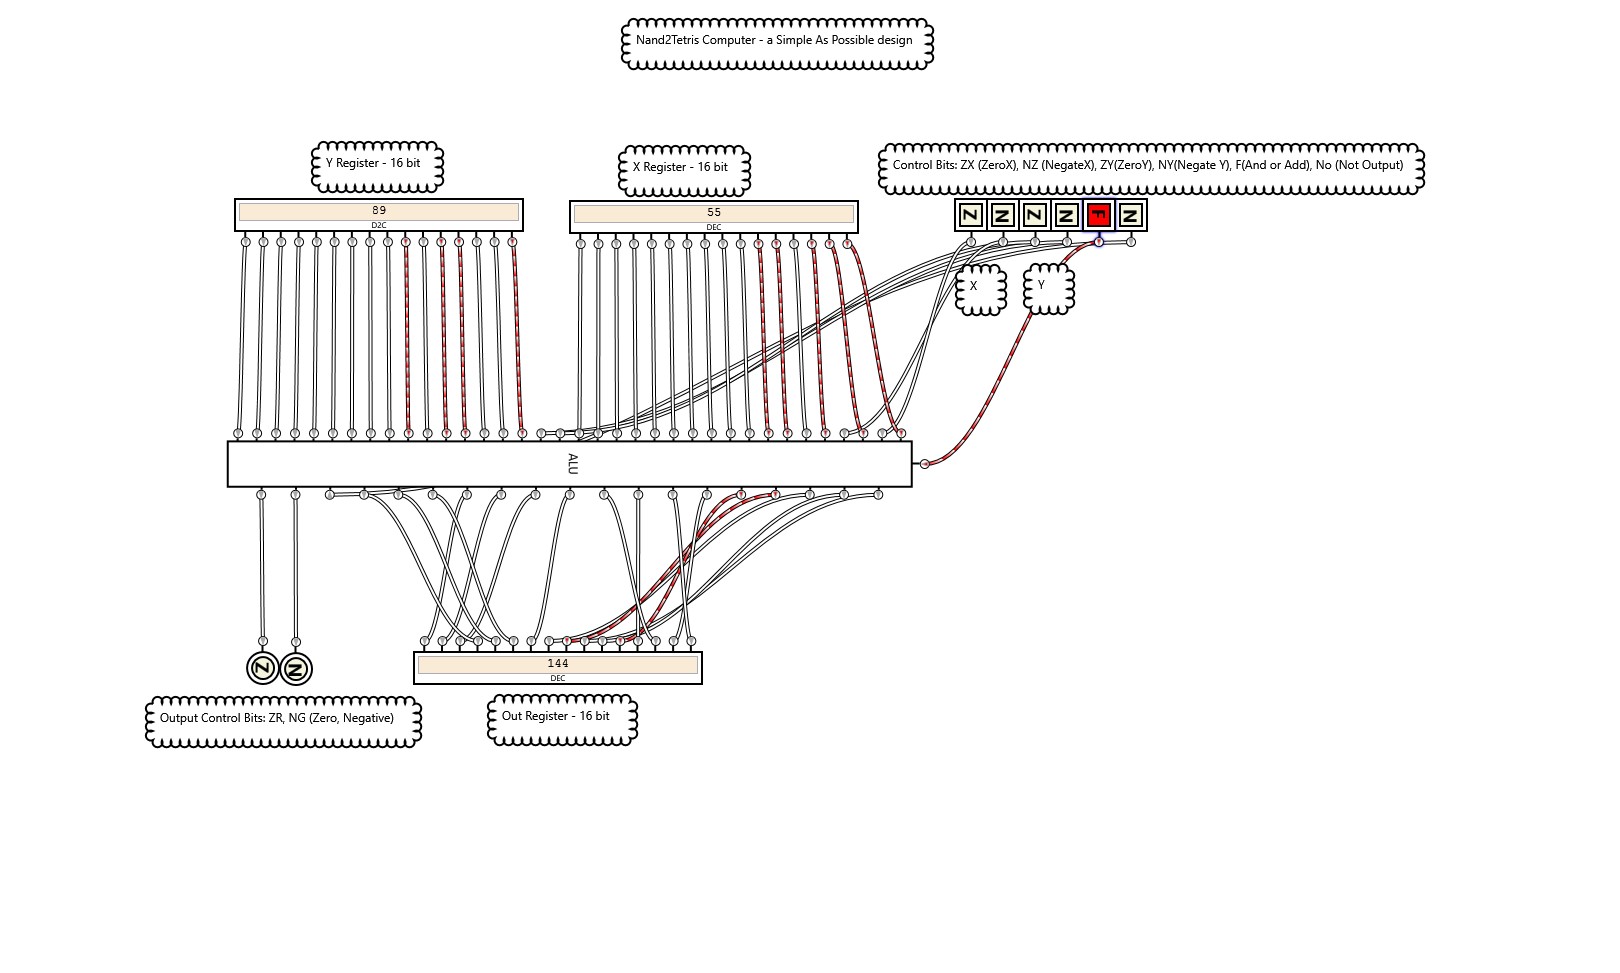 Nand2Tetris Computer - a Simple As Possible design
Y Register - 16 bit
X Register - 16 bit
Control Bits: ZX (ZeroX), NZ (NegateX), ZY(ZeroY), NY(Negate Y), F(And or Add), No (Not Output)
89
D2C
55
DEC
Z N Z N F N
X
Y
ALU
Z N
144
DEC
Output Control Bits: ZR, NG (Zero, Negative)
Out Register - 16 bit